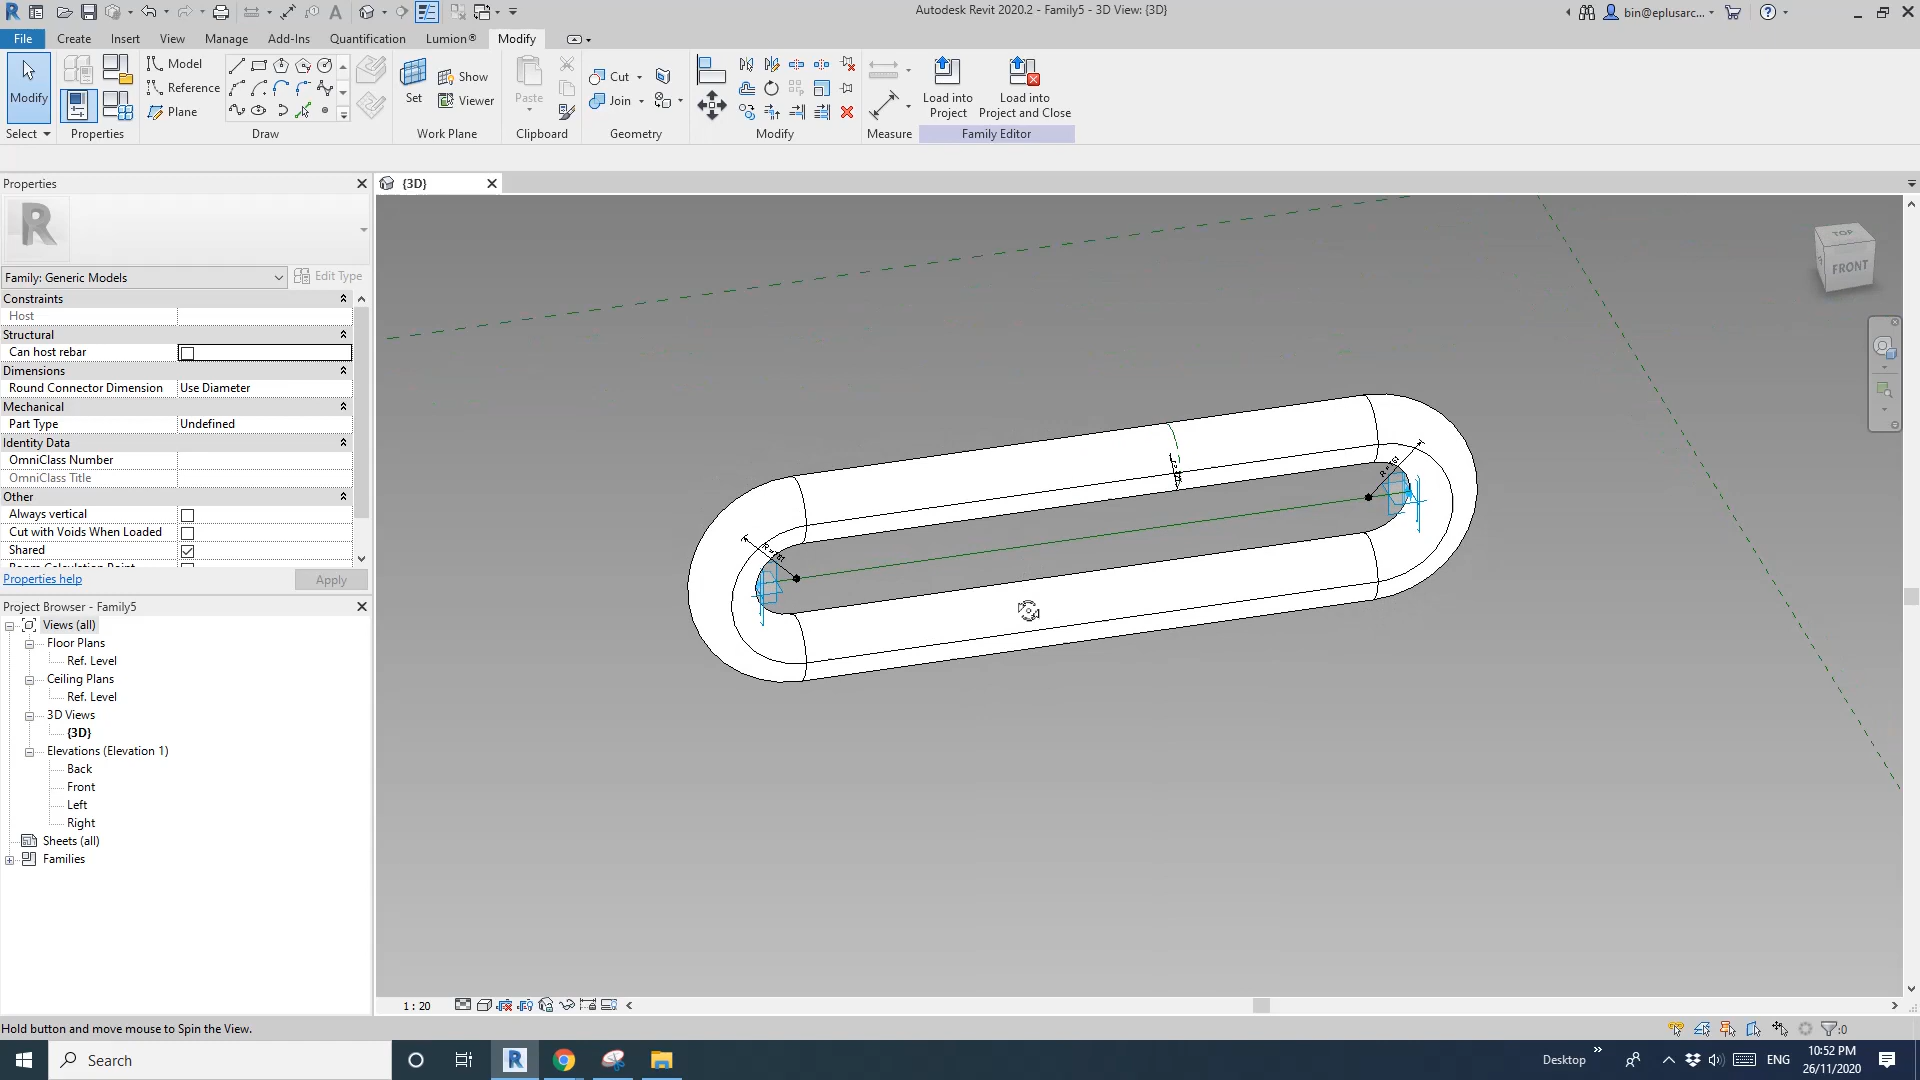 Autodesk Revit 2020.2 - Family5 - 3D View: {3D}
bin@eplusarc...
File Create Insert View Manage Add-Ins Massing Quantification Lumion® Modify
Modify
Select
Properties
Model
Reference
Plane
Draw
Set
Show
Viewer
Work Plane
Paste
Clipboard
Cut
Join
Geometry
Modify
Measure
Load into
Project
Load into
Project and Close
Family Editor
Properties
{3D}
R
Family: Generic Models
Edit Type
Constraints
Host
Structural
Can host rebar
Dimensions
Round Connector Dimension Use Diameter
Mechanical
Part Type Undefined
Identity Data
OmniClass Number
OmniClass Title
Other
Always vertical
Cut with Voids When Loaded
Shared
Room Calculation Point
Properties help
Apply
Project Browser - Family5
Views (all)
Floor Plans
Ref. Level
Ceiling Plans
Ref. Level
3D Views
{3D}
Elevations (Elevation 1)
Back
Front
Left
Right
Sheets (all)
Families
TOP
FRONT
1 : 20
Hold button and move mouse to Spin the View.
:0
Search
Desktop
ENG
10:52 PM
26/11/2020